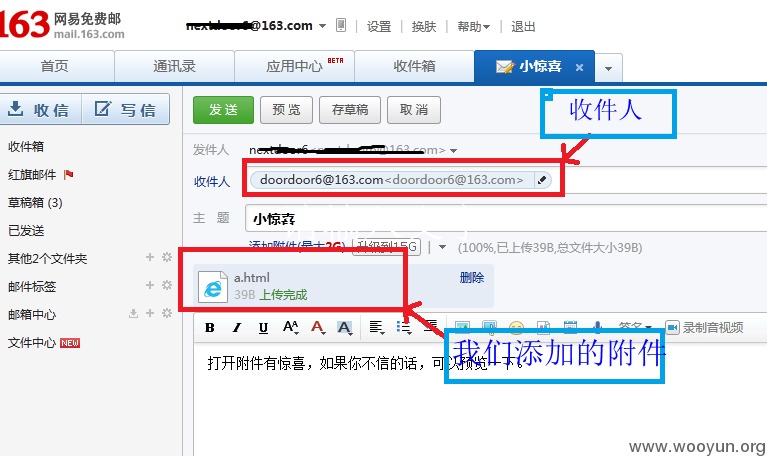 163 网易免费邮
mail.163.com
@163.com
设置 换肤 帮助 退出
首页 通讯录 应用中心 BETA 收件箱 小惊喜 ×
收信 写信
发送 预览 存草稿 取消
收件人
收件箱
发件人 @163.com>
红旗邮件
收件人 doordoor6@163.com<doordoor6@163.com>
草稿箱 (3)
主 题 小惊喜
已发送
添加附件(最大2G) 升级到15G (100%,已上传39B,总文件大小39B)
其他2个文件夹
a.html 删除
邮件标签
39B 上传完成
邮箱中心
B I U A A A 签名 录制音视频
文件中心 NEW
我们添加的附件
打开附件有惊喜，如果你不信的话，可以预览一下。
www.wooyun.org